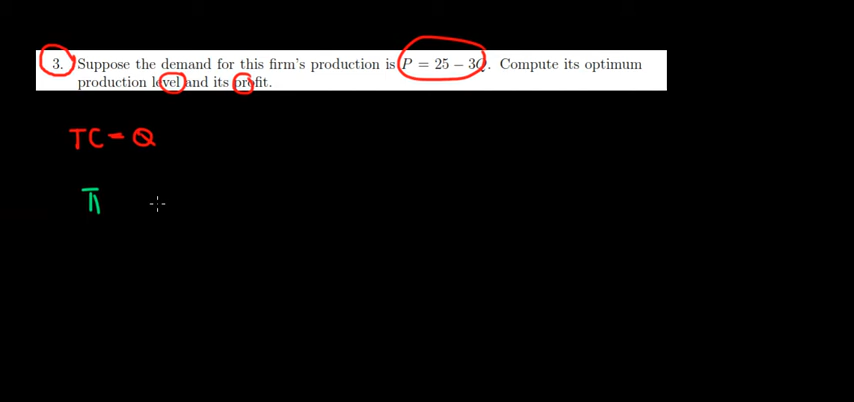 3. Suppose the demand for this firm's production is P = 25 − 3Q. Compute its optimum
production level and its profit.
TC = Q
π